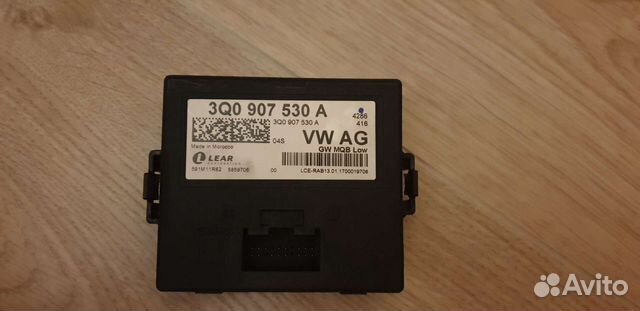 3Q0 907 530 A
4286
416
3Q0 907 530 A
04S
VW AG
Made in Morocco
GW MQB Low
LEAR
CORPORATION
591M11R62 5859706 00
LCE-RAB13.01.1700019706
Avito